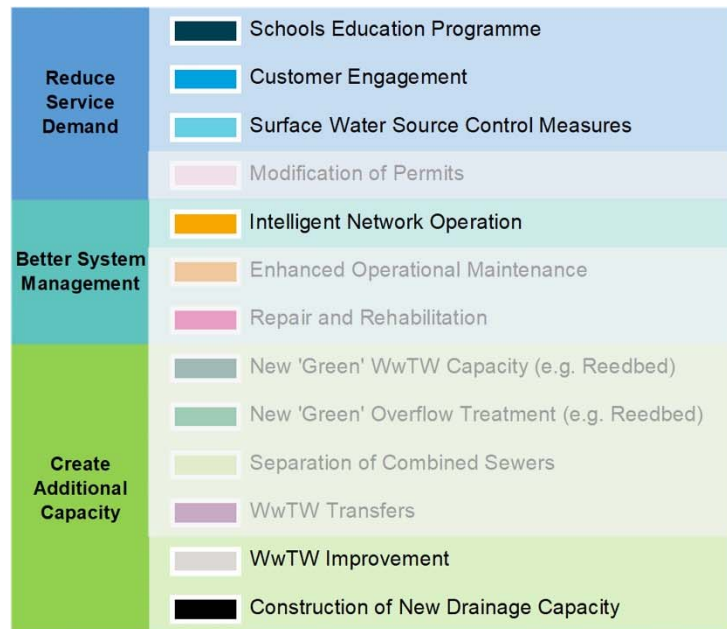 Reduce
Service
Demand
Schools Education Programme
Customer Engagement
Surface Water Source Control Measures
Modification of Permits
Better System
Management
Intelligent Network Operation
Enhanced Operational Maintenance
Repair and Rehabilitation
Create
Additional
Capacity
New 'Green' WwTW Capacity (e.g. Reedbed)
New 'Green' Overflow Treatment (e.g. Reedbed)
Separation of Combined Sewers
WwTW Transfers
WwTW Improvement
Construction of New Drainage Capacity